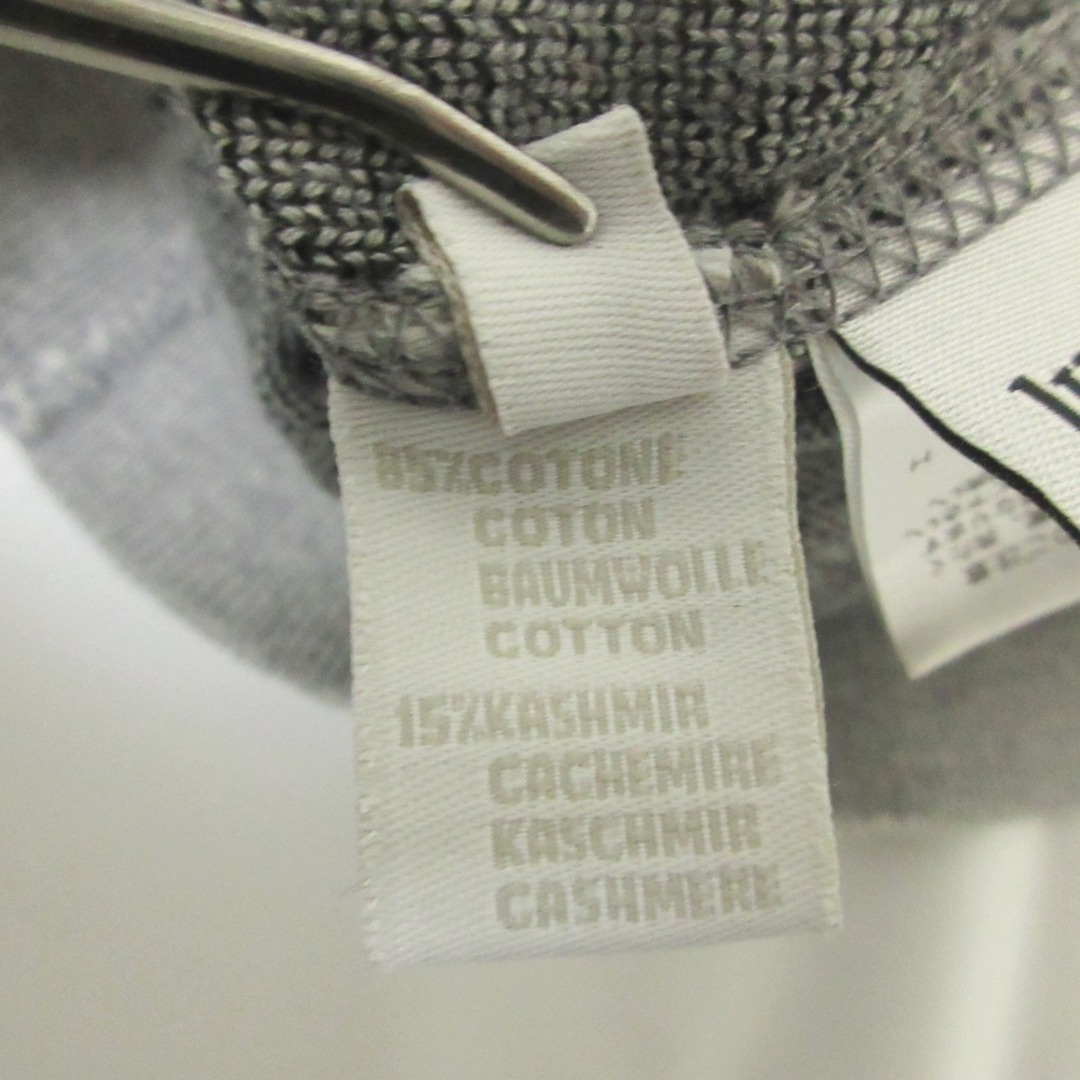 85%COTONE
COTON
BAUMWOLLE
COTTON
15%KASHMIR
CACHEMIRE
KASCHMIR
CASHMERE